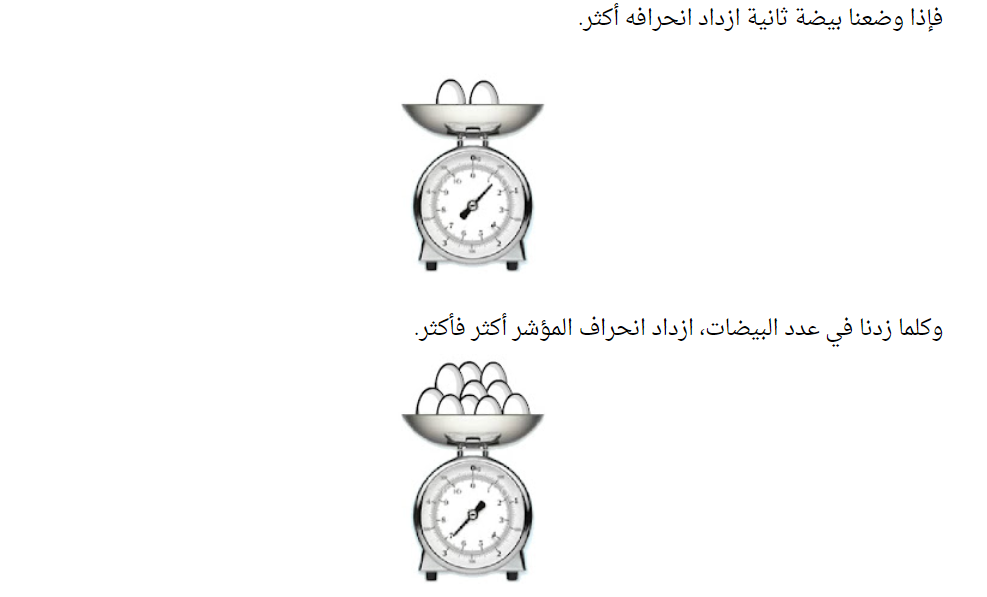 فإذا وضعنا بيضة ثانية ازداد انحرافه أكثر.
وكلما زدنا في عدد البيضات، ازداد انحراف المؤشر أكثر فأكثر.